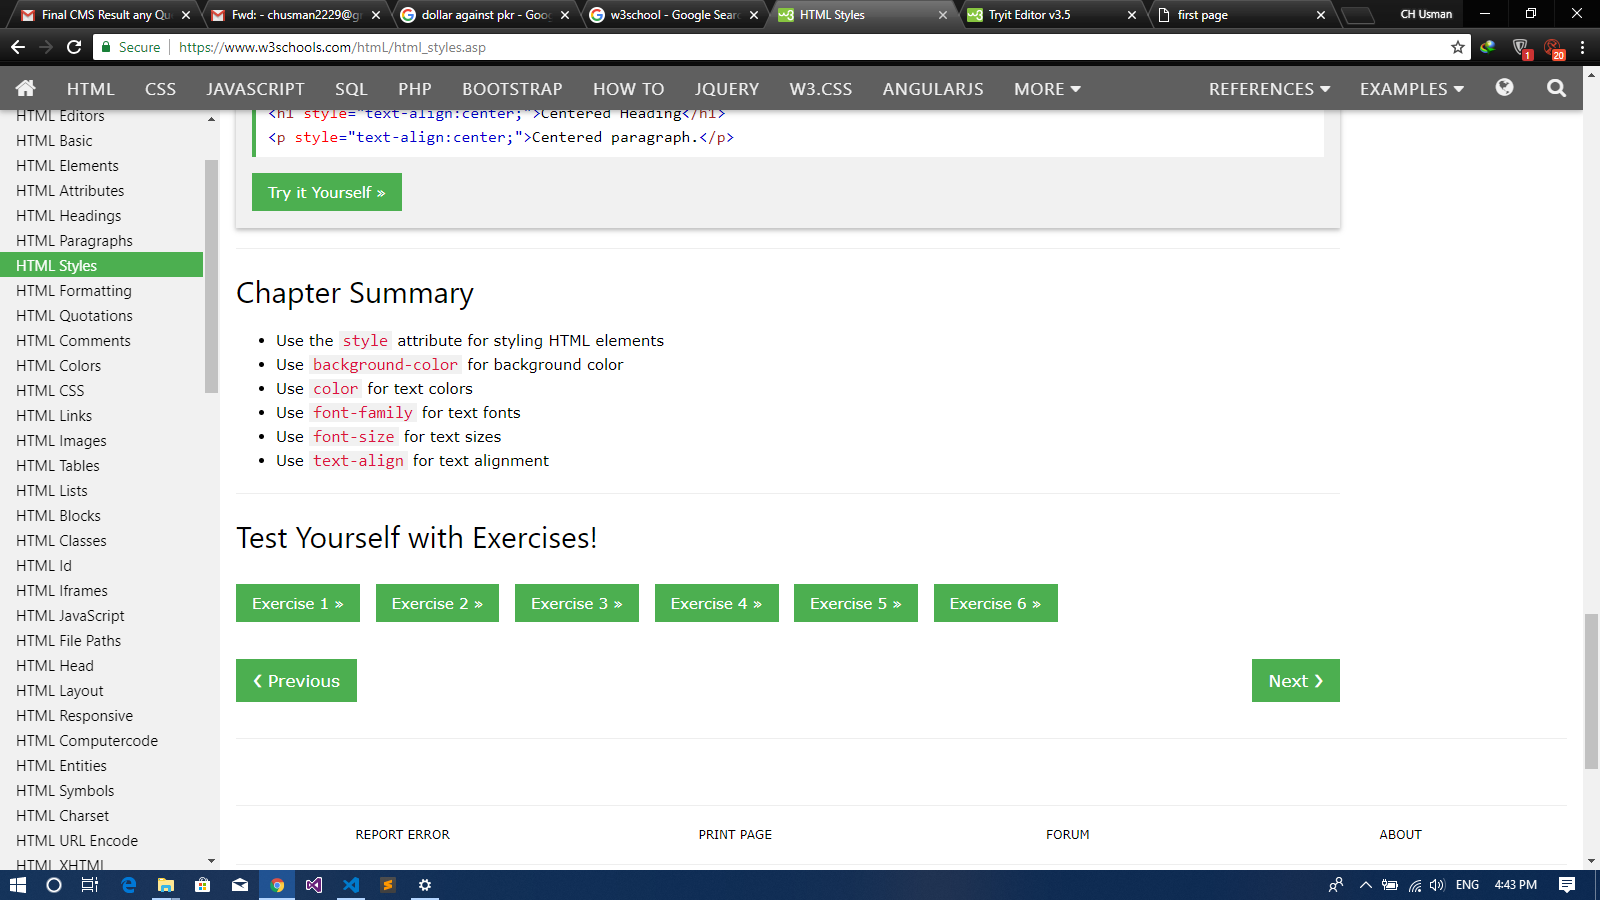 Final CMS Result any Qu
Fwd: - chusman2229@g
dollar against pkr - Goo
w3school - Google Sear
HTML Styles
Tryit Editor v3.5
first page
CH Usman
Secure
https://www.w3schools.com/html/html_styles.asp
1
20
HTML
CSS
JAVASCRIPT
SQL
PHP
BOOTSTRAP
HOW TO
JQUERY
W3.CSS
ANGULARJS
MORE
REFERENCES
EXAMPLES
HTML Editors
HTML Basic
HTML Elements
HTML Attributes
HTML Headings
HTML Paragraphs
HTML Styles
HTML Formatting
HTML Quotations
HTML Comments
HTML Colors
HTML CSS
HTML Links
HTML Images
HTML Tables
HTML Lists
HTML Blocks
HTML Classes
HTML Id
HTML Iframes
HTML JavaScript
HTML File Paths
HTML Head
HTML Layout
HTML Responsive
HTML Computercode
HTML Entities
HTML Symbols
HTML Charset
HTML URL Encode
HTML XHTML
<h1 style="text-align:center;">Centered Heading</h1>
<p style="text-align:center;">Centered paragraph.</p>
Try it Yourself »
Chapter Summary
• Use the style attribute for styling HTML elements
• Use background-color for background color
• Use color for text colors
• Use font-family for text fonts
• Use font-size for text sizes
• Use text-align for text alignment
Test Yourself with Exercises!
Exercise 1 »
Exercise 2 »
Exercise 3 »
Exercise 4 »
Exercise 5 »
Exercise 6 »
❮ Previous
Next ❯
REPORT ERROR
PRINT PAGE
FORUM
ABOUT
ENG
4:43 PM